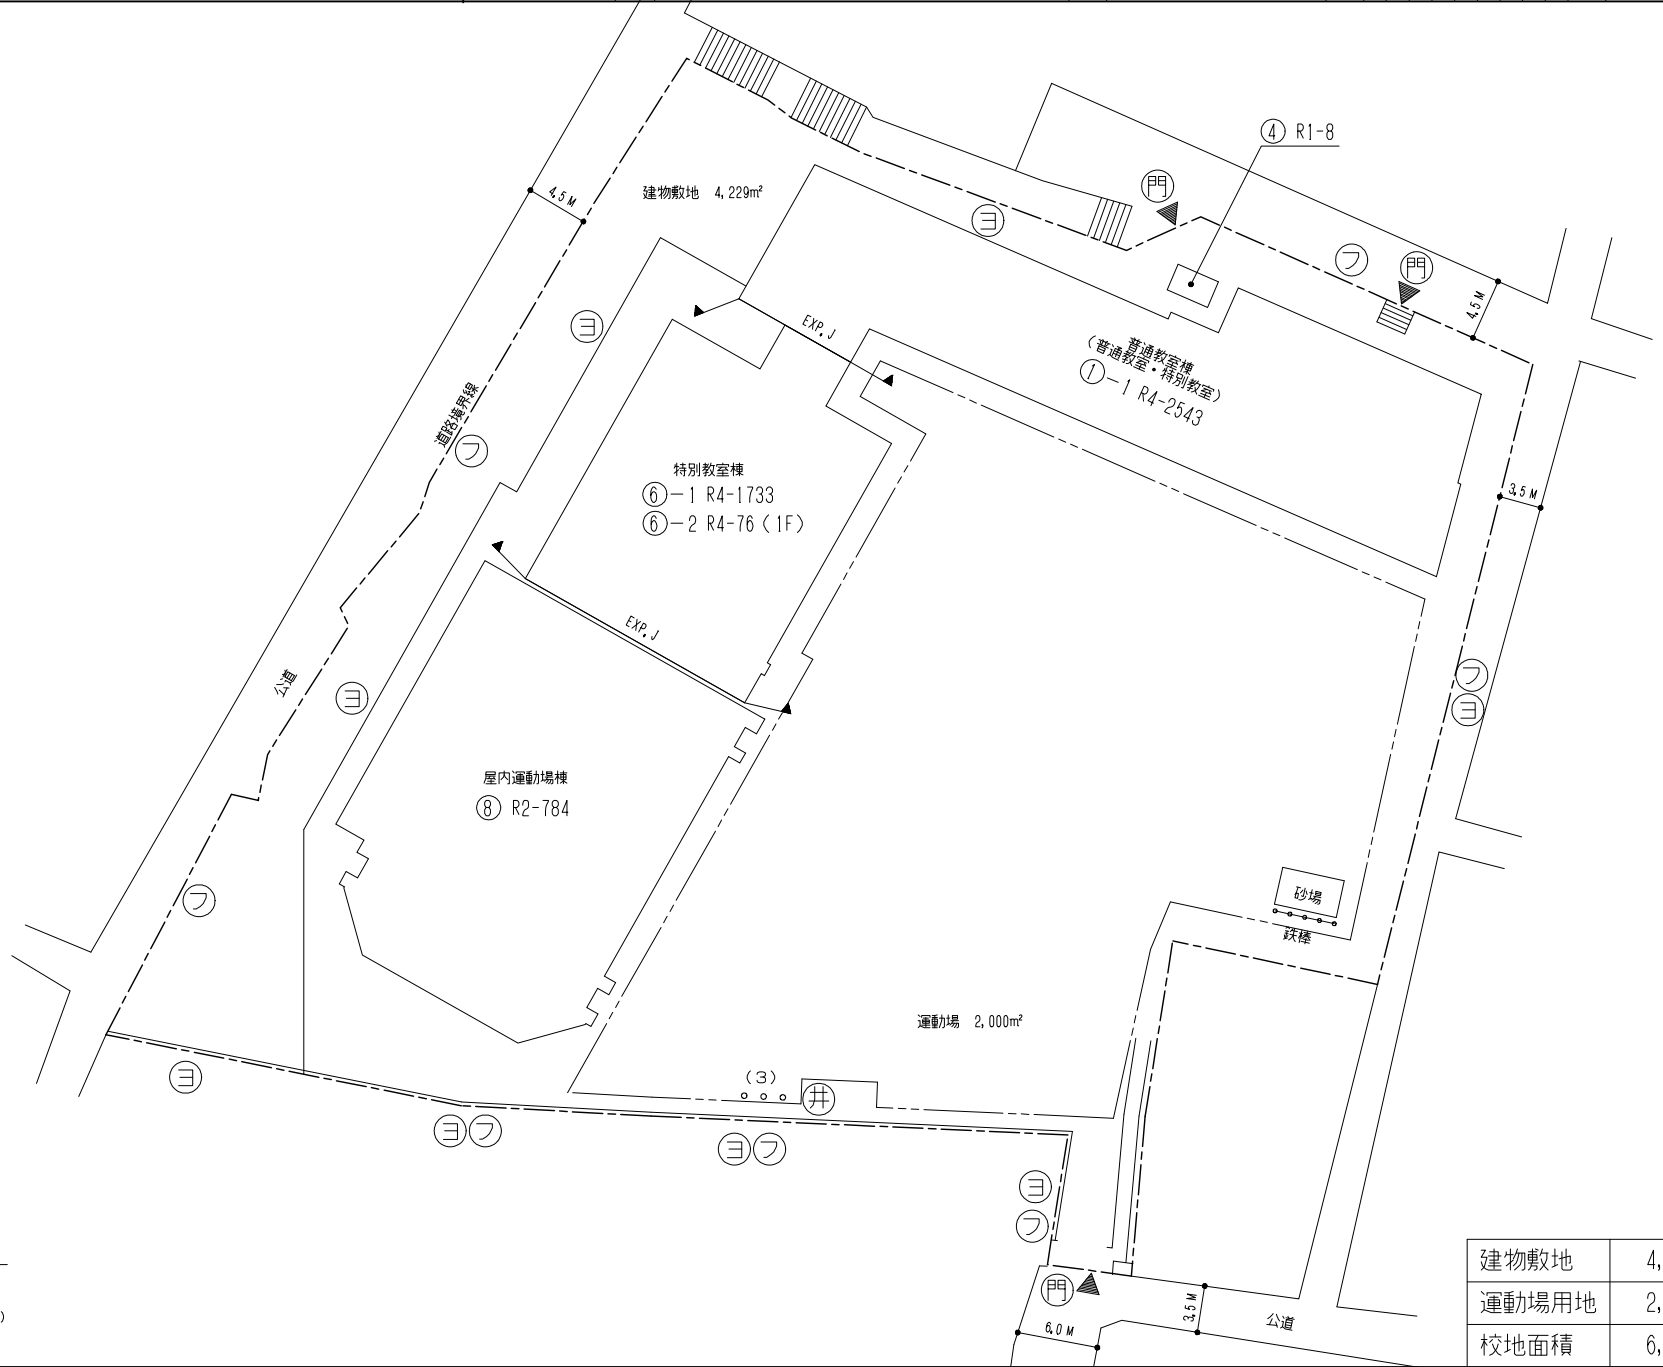 ④ R1-8
門
4.5 M
建物敷地 4,229㎡
ヨ
フ
門
4.5 M
ヨ
EXP.J
普通教室棟
(普通教室・特別教室)
①-1 R4-2543
道路境界線
フ
特別教室棟
⑥-1 R4-1733
⑥-2 R4-76(1F)
3.5 M
EXP.J
公道
ヨ
フ
ヨ
屋内運動場棟
⑧ R2-784
フ
砂場
鉄棒
運動場 2,000㎡
ヨ
(3)
井
ヨ フ
ヨ フ
ヨ
フ
門
3.5 M
公道
6.0 M
)
建物敷地 4,
運動場用地 2,
校地面積 6,